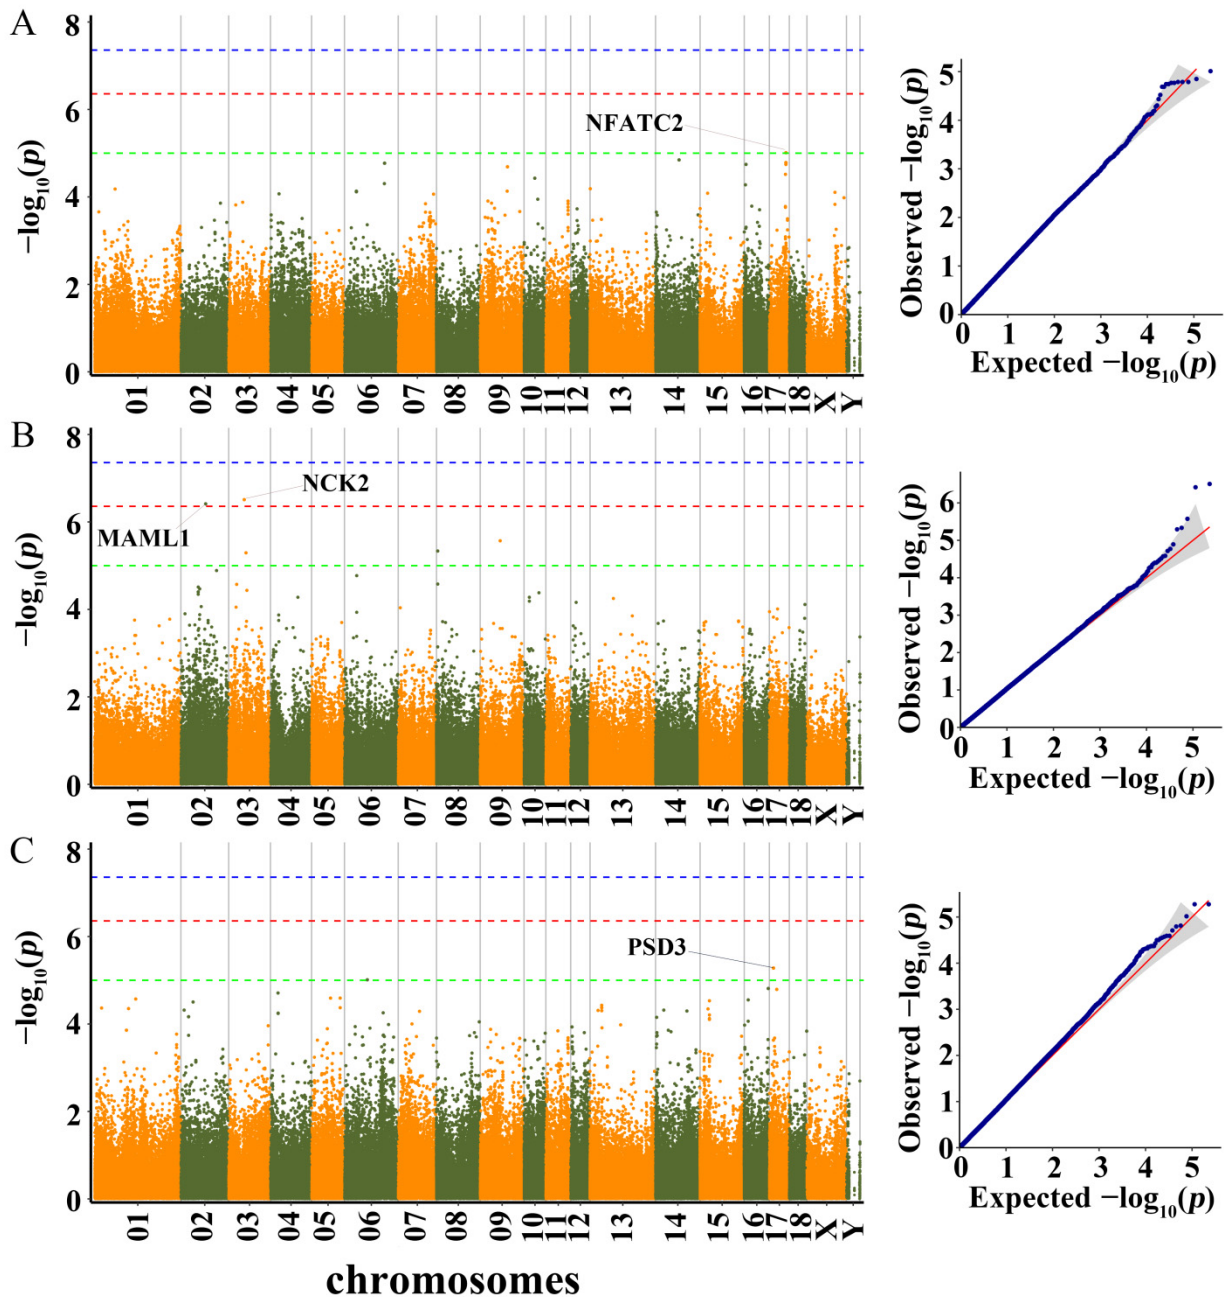 A
8
6
4
2
0
−log10(p)
NFATC2
01 02 03 04 05 06 07 08 09 10 11 12 13 14 15 16 17 18 X Y
5
4
3
2
1
0
Observed −log10(p)
0 1 2 3 4 5
Expected −log10(p)
B
8
6
4
2
0
−log10(p)
NCK2
MAML1
01 02 03 04 05 06 07 08 09 10 11 12 13 14 15 16 17 18 X Y
6
5
4
3
2
1
0
Observed −log10(p)
0 1 2 3 4 5
Expected −log10(p)
C
8
6
4
2
0
−log10(p)
PSD3
01 02 03 04 05 06 07 08 09 10 11 12 13 14 15 16 17 18 X Y
chromosomes
5
4
3
2
1
0
Observed −log10(p)
0 1 2 3 4 5
Expected −log10(p)